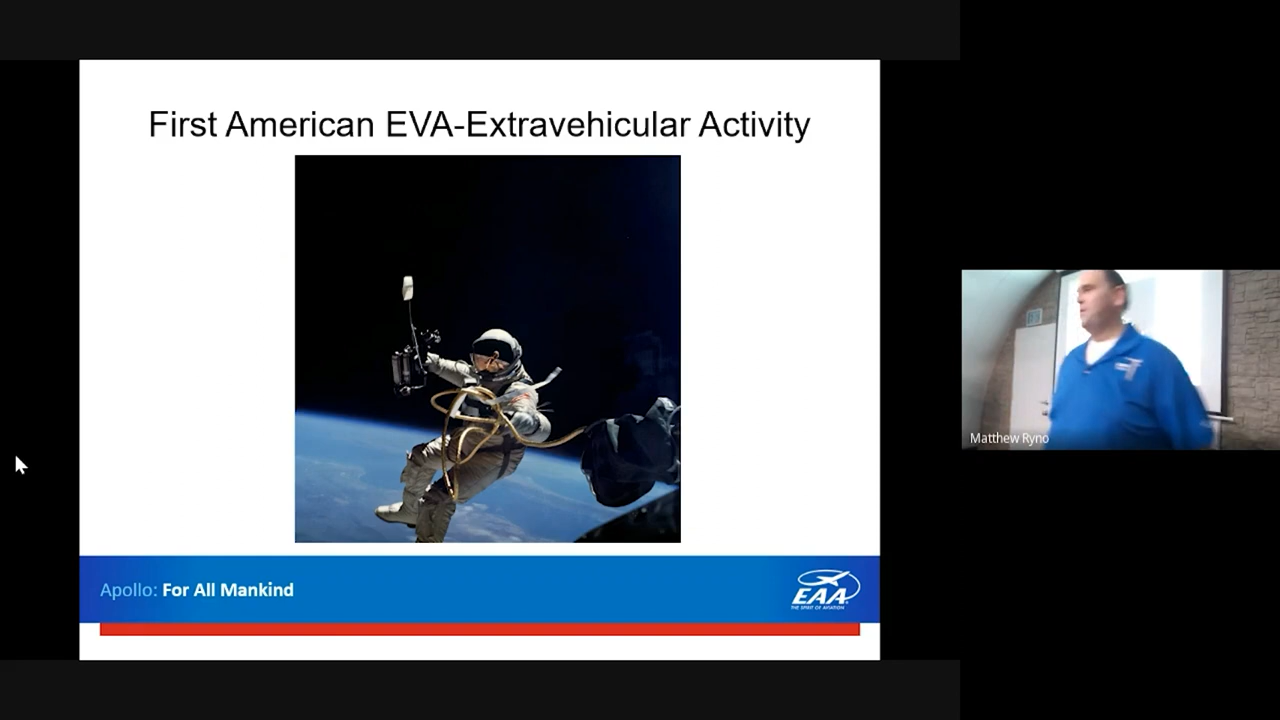 First American EVA-Extravehicular Activity
Apollo: For All Mankind
EAA
THE SPIRIT OF AVIATION
Matthew Ryno